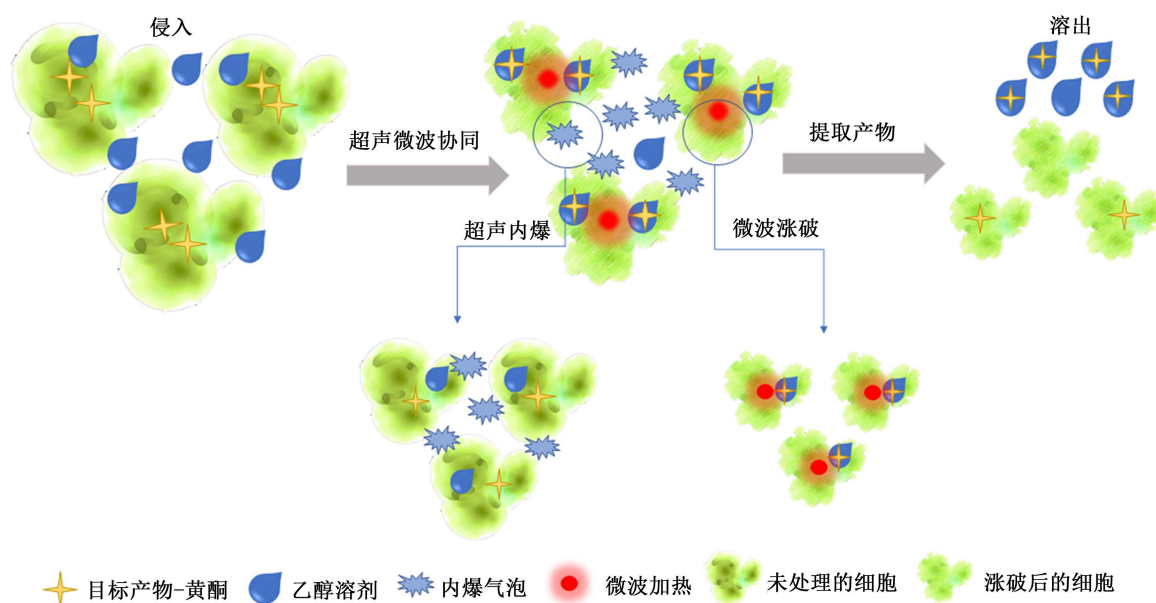 侵入
溶出
超声微波协同
提取产物
超声内爆
微波涨破
目标产物-黄酮
乙醇溶剂
内爆气泡
微波加热
未处理的细胞
涨破后的细胞